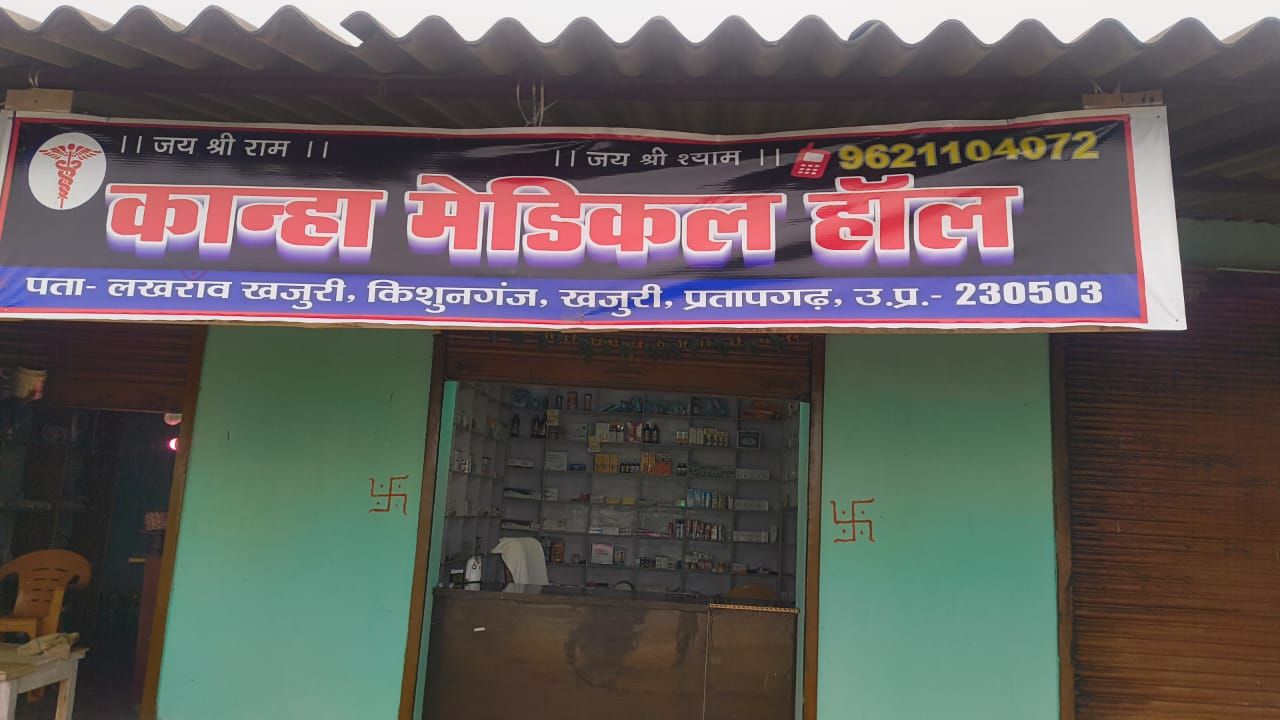 ।। जय श्री राम ।।
।। जय श्री श्याम ।। 9621104072
कान्हा मेडिकल हॉल
पता- लखराव खजुरी, किशुनगंज, खजुरी, प्रतापगढ़, उ.प्र.- 230503